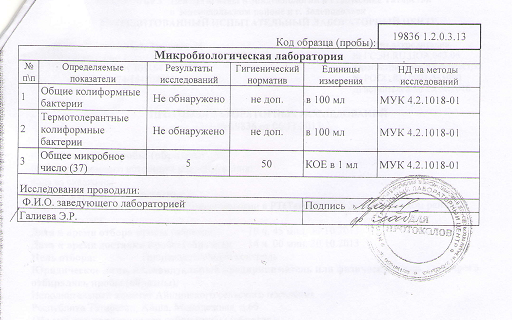 Код образца (пробы): 19836 1.2.0.3.13
Микробиологическая лаборатория
№ п\п Определяемые показатели Результаты исследований Гигиенический норматив Единицы измерения НД на методы исследований
1 Общие колиформные бактерии Не обнаружено не доп. в 100 мл МУК 4.2.1018-01
2 Термотолерантные колиформные бактерии Не обнаружено не доп. в 100 мл МУК 4.2.1018-01
3 Общее микробное число (37) 5 50 КОЕ в 1 мл МУК 4.2.1018-01
Исследования проводили:
Ф.И.О. заведующего лабораторией Подпись
Галиева Э.Р.
ДЛЯ
ПРОТОКОЛОВ